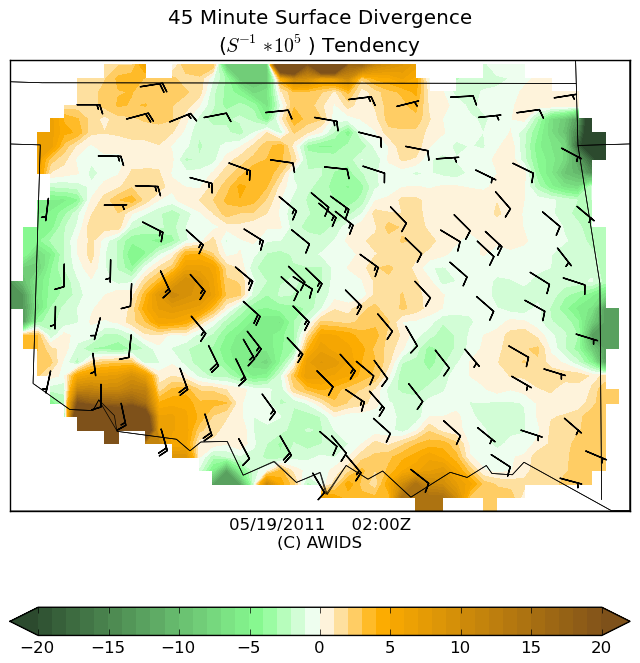 45 Minute Surface Divergence
(S⁻¹ * 10⁵ ) Tendency
05/19/2011 02:00Z
(C) AWIDS
−20 −15 −10 −5 0 5 10 15 20